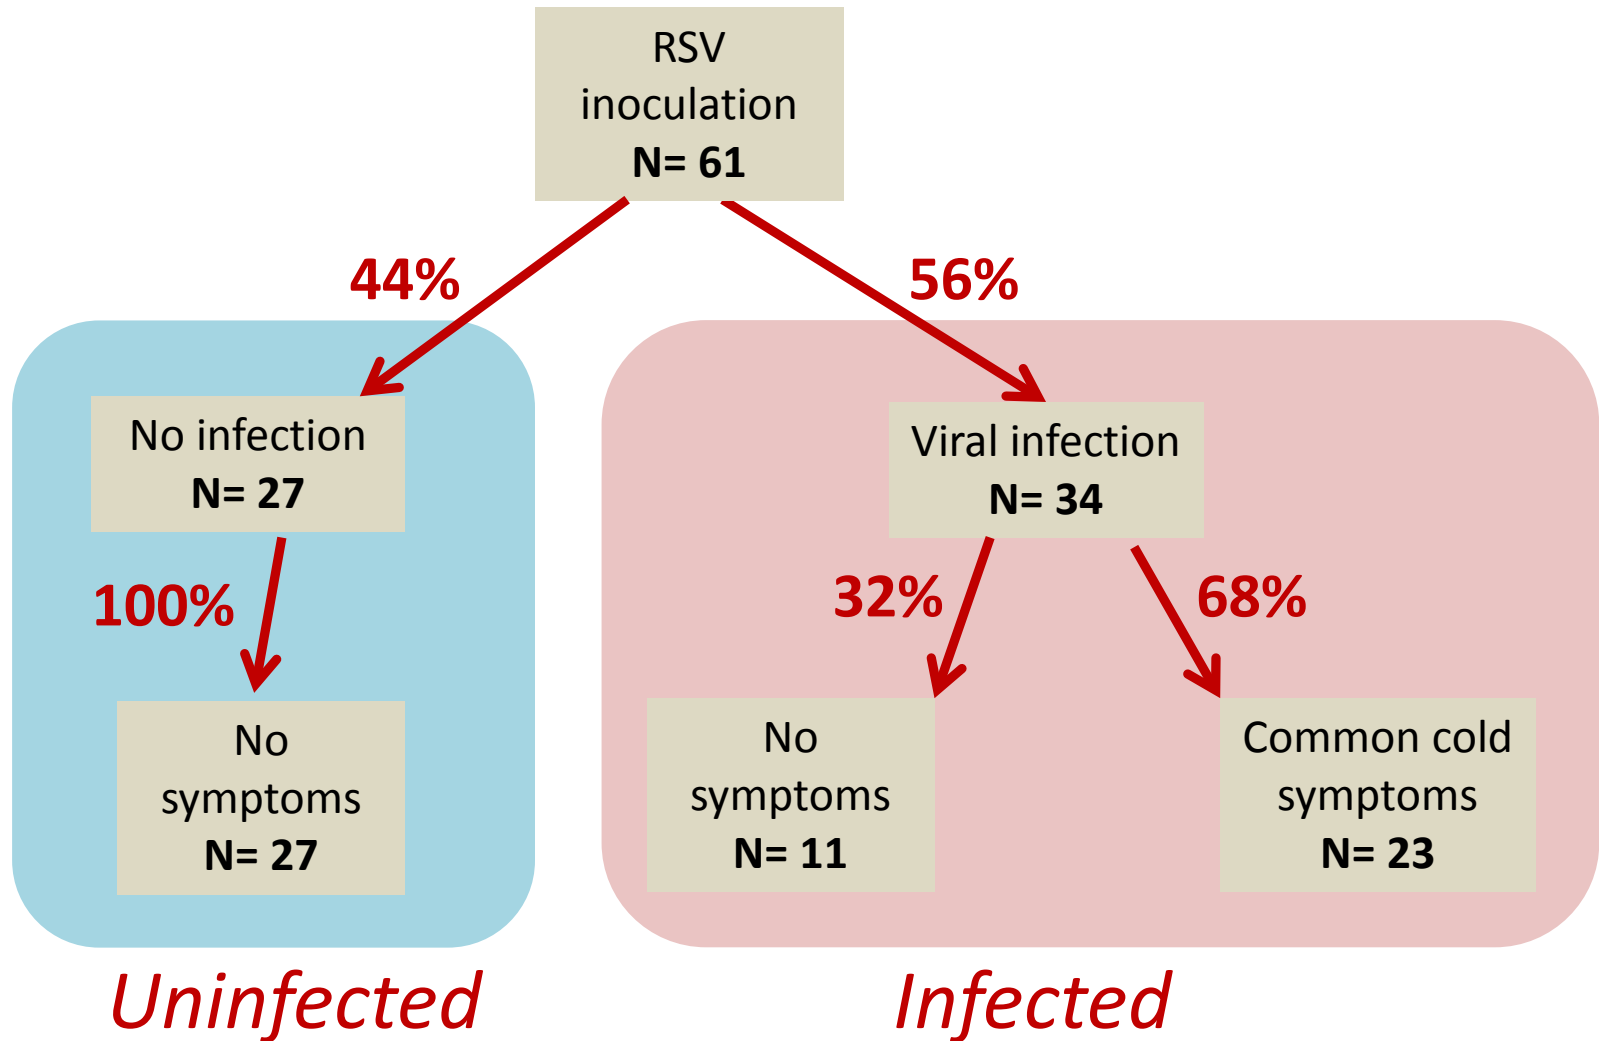 RSV
inoculation
N= 61
44%
56%
No infection
N= 27
Viral infection
N= 34
100%
32%
68%
No
symptoms
N= 27
No
symptoms
N= 11
Common cold
symptoms
N= 23
Uninfected
Infected